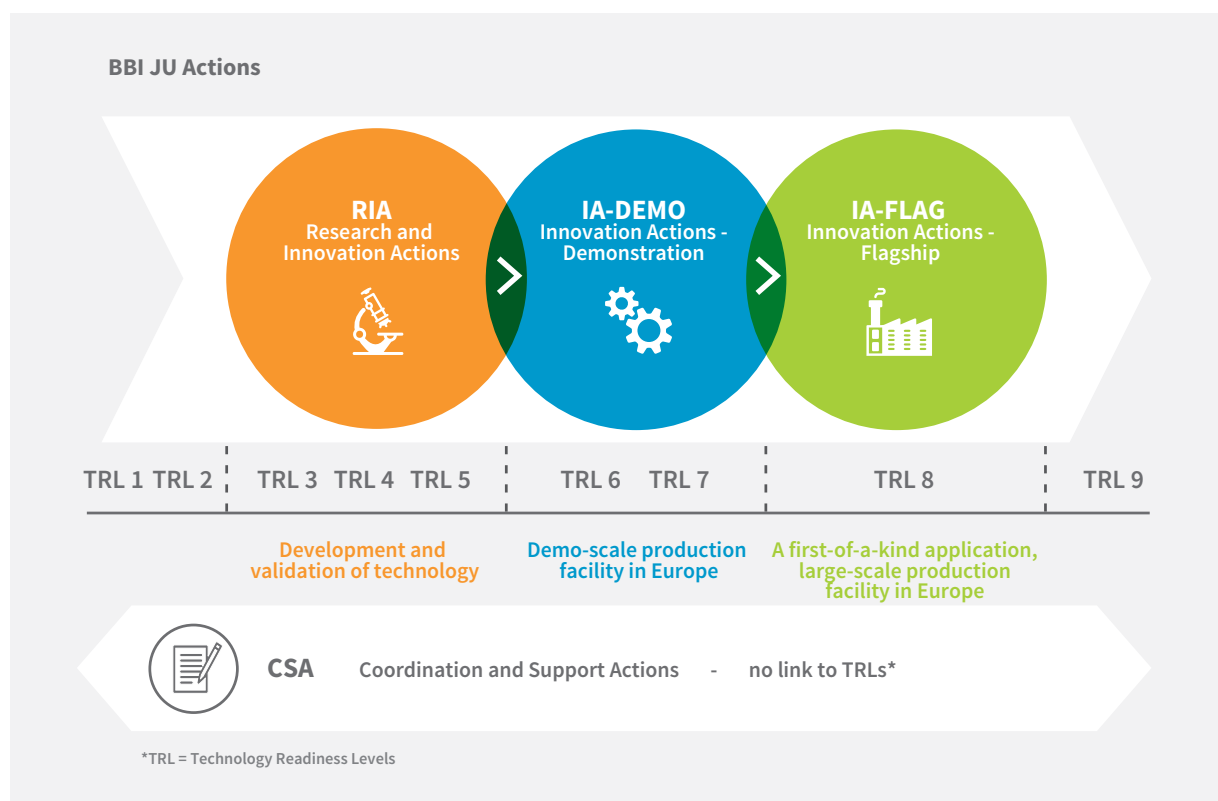 BBI JU Actions
RIA
Research and
Innovation Actions
IA-DEMO
Innovation Actions -
Demonstration
IA-FLAG
Innovation Actions -
Flagship
TRL 1 TRL 2 TRL 3 TRL 4 TRL 5 TRL 6 TRL 7 TRL 8 TRL 9
Development and
validation of technology
Demo-scale production
facility in Europe
A first-of-a-kind application,
large-scale production
facility in Europe
CSA Coordination and Support Actions - no link to TRLs*
*TRL = Technology Readiness Levels